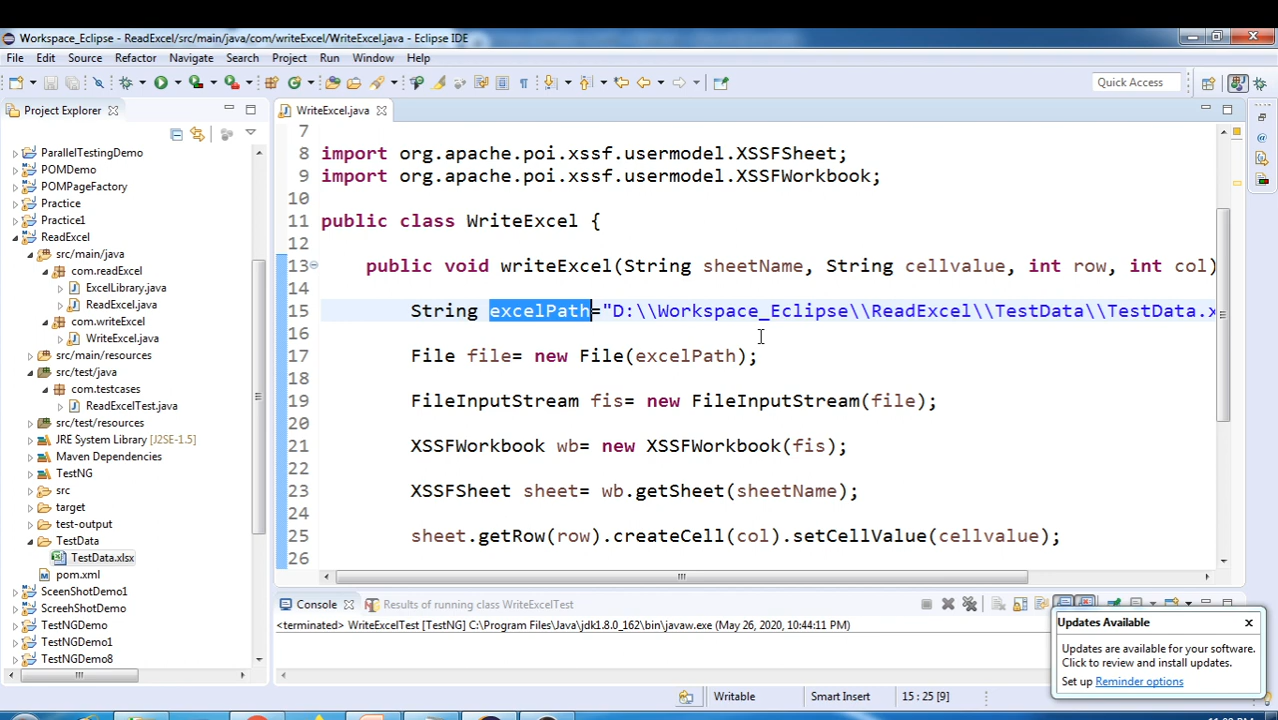 Workspace_Eclipse - ReadExcel/src/main/java/com/writeExcel/WriteExcel.java - Eclipse IDE
File Edit Source Refactor Navigate Search Project Run Window Help
Quick Access
Project Explorer
WriteExcel.java
ParallelTestingDemo
POMDemo
POMPageFactory
Practice
Practice1
ReadExcel
src/main/java
com.readExcel
ExcelLibrary.java
ReadExcel.java
com.writeExcel
WriteExcel.java
src/main/resources
src/test/java
com.testcases
ReadExcelTest.java
src/test/resources
JRE System Library [J2SE-1.5]
Maven Dependencies
TestNG
src
target
test-output
TestData
TestData.xlsx
pom.xml
SceenShotDemo1
ScreehShotDemo
TestNGDemo
TestNGDemo1
TestNGDemo8
7
8 import org.apache.poi.xssf.usermodel.XSSFSheet;
9 import org.apache.poi.xssf.usermodel.XSSFWorkbook;
10
11 public class WriteExcel {
12
13 public void writeExcel(String sheetName, String cellvalue, int row, int col)
14
15 String excelPath="D:\\Workspace_Eclipse\\ReadExcel\\TestData\\TestData.x
16
17 File file= new File(excelPath);
18
19 FileInputStream fis= new FileInputStream(file);
20
21 XSSFWorkbook wb= new XSSFWorkbook(fis);
22
23 XSSFSheet sheet= wb.getSheet(sheetName);
24
25 sheet.getRow(row).createCell(col).setCellValue(cellvalue);
26
Console Results of running class WriteExcelTest
<terminated> WriteExcelTest [TestNG] C:\Program Files\Java\jdk1.8.0_162\bin\javaw.exe (May 26, 2020, 10:44:11 PM)
Updates Available
Updates are available for your software.
Click to review and install updates.
Set up Reminder options
Writable Smart Insert 15 : 25 [9]